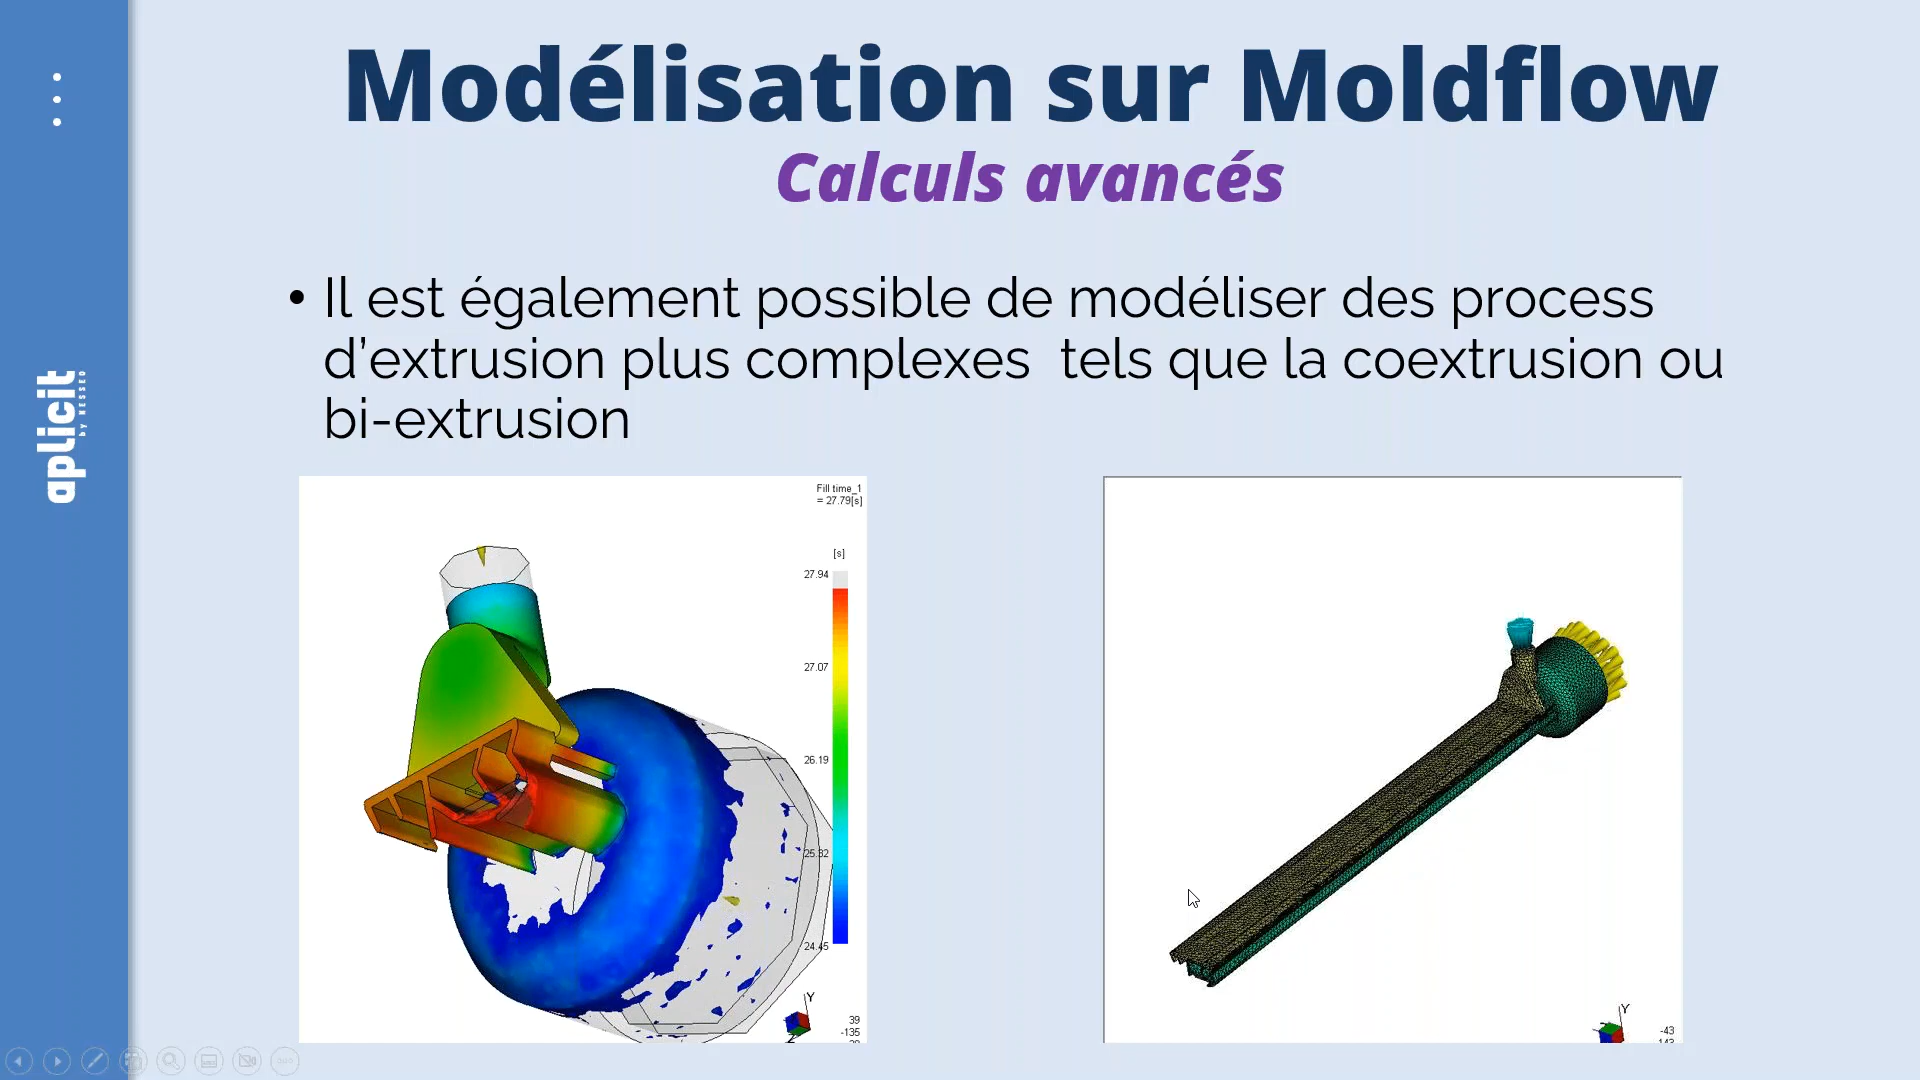 Modélisation sur Moldflow
Calculs avancés
• Il est également possible de modéliser des process
d’extrusion plus complexes  tels que la coextrusion ou
bi-extrusion
aplicit
by NESEO
Fill time_1
= 27.79[s]
[s]
27.94
27.07
26.19
25.32
24.45
Y
Z
39
-135
Y
-43